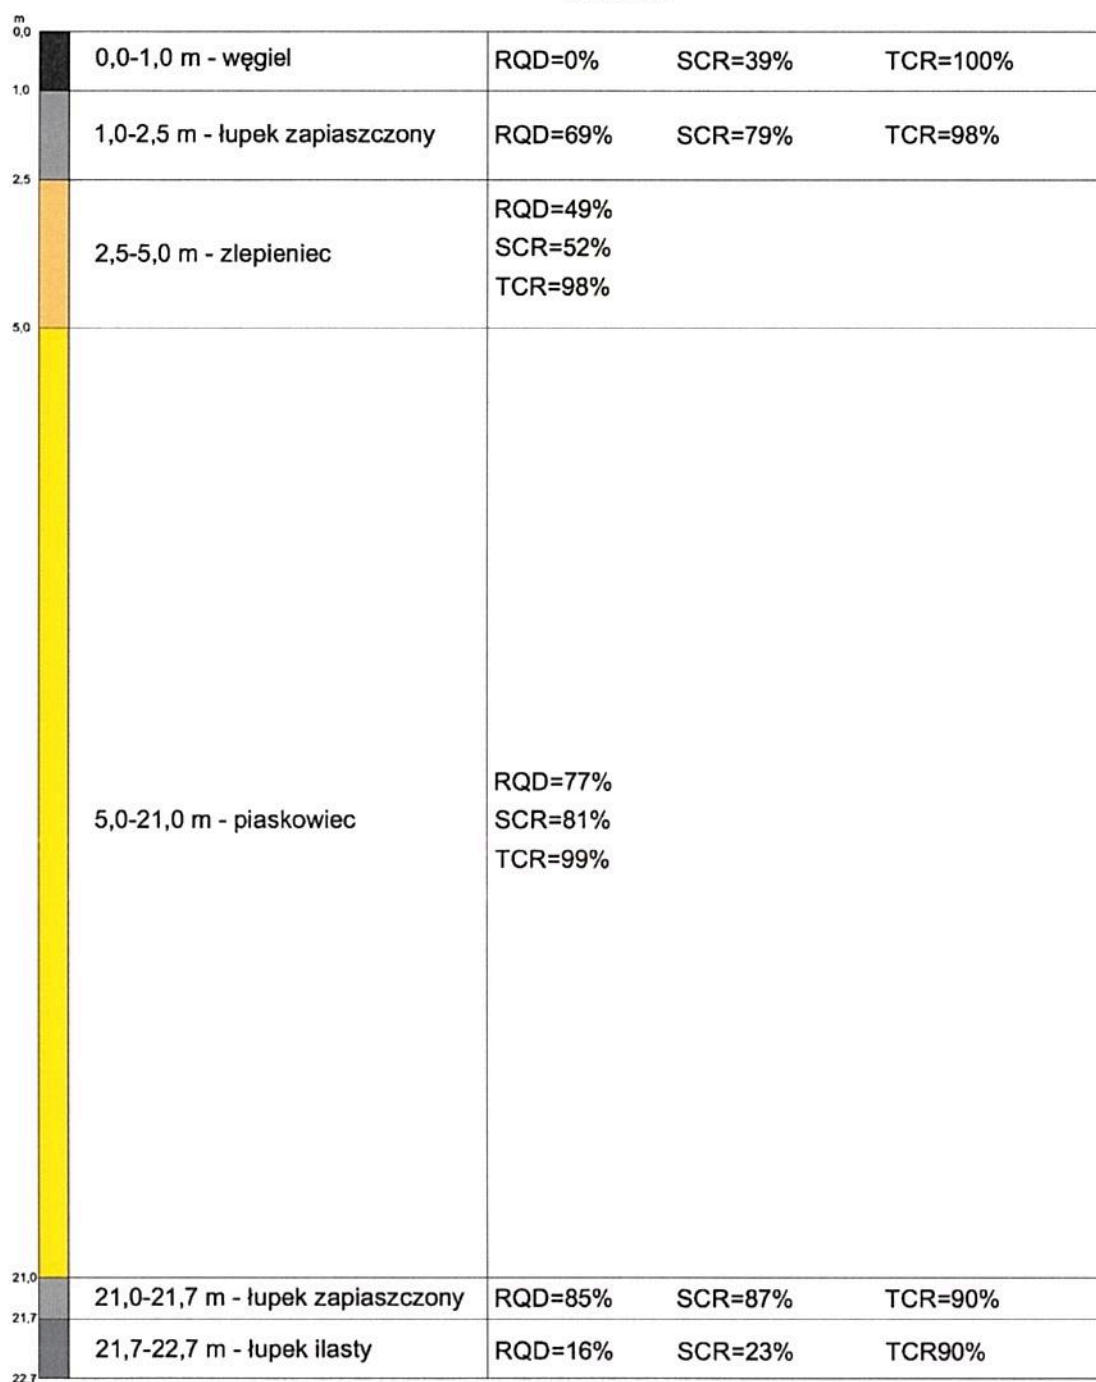 m
0,0
0,0-1,0 m - węgiel RQD=0% SCR=39% TCR=100%
1,0
1,0-2,5 m - łupek zapiaszczony RQD=69% SCR=79% TCR=98%
2,5
RQD=49%
2,5-5,0 m - zlepieniec SCR=52%
TCR=98%
5,0
RQD=77%
5,0-21,0 m - piaskowiec SCR=81%
TCR=99%
21,0
21,0-21,7 m - łupek zapiaszczony RQD=85% SCR=87% TCR=90%
21,7
21,7-22,7 m - łupek ilasty RQD=16% SCR=23% TCR90%
22,7